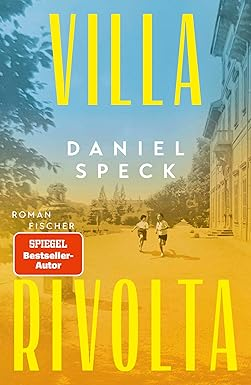 VILLA
DANIEL
SPECK
ROMAN
FISCHER
SPIEGEL
Bestseller-
Autor
RIVOLTA